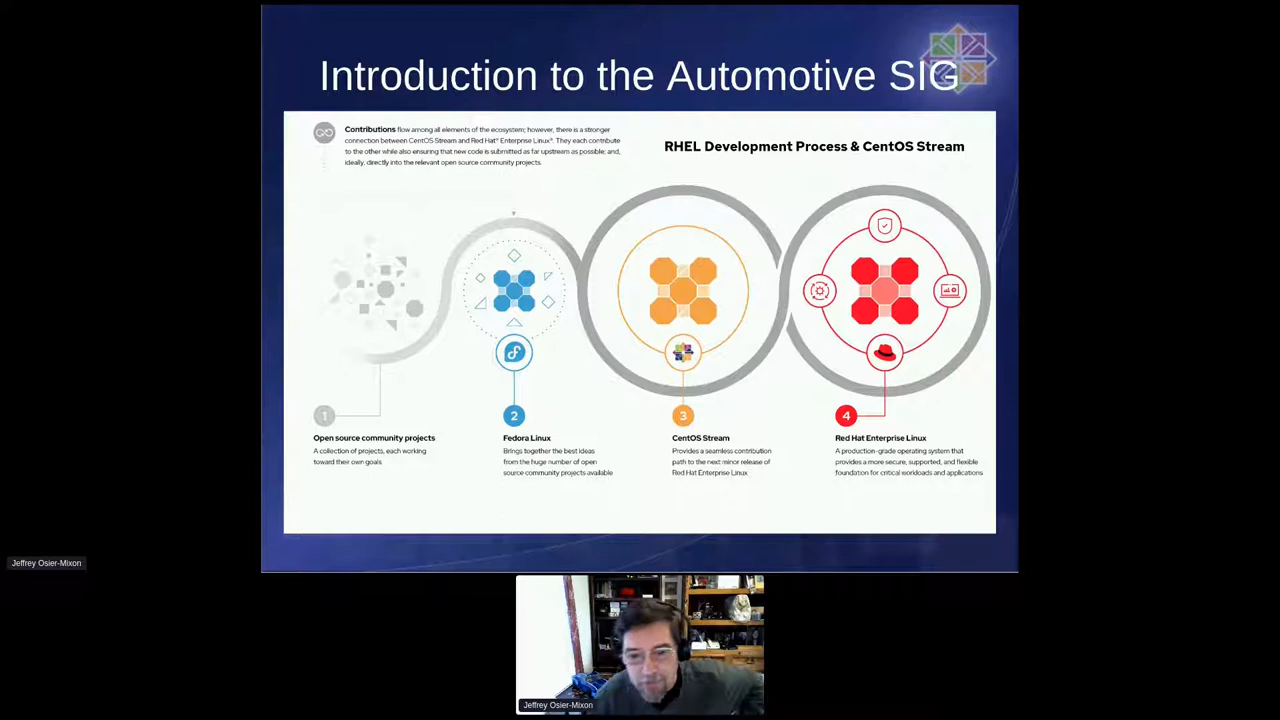 Introduction to the Automotive SIG
Contributions flow among all elements of the ecosystem; however, there is a stronger
connection between CentOS Stream and Red Hat® Enterprise Linux®. They each contribute
to the other while also ensuring that new code is submitted as far upstream as possible; and,
ideally, directly into the relevant open source community projects.
RHEL Development Process & CentOS Stream
1
Open source community projects
A collection of projects, each working
toward their own goals
2
Fedora Linux
Brings together the best ideas
from the huge number of open
source community projects available
3
CentOS Stream
Provides a seamless contribution
path to the next minor release of
Red Hat Enterprise Linux
4
Red Hat Enterprise Linux
A production-grade operating system that
provides a more secure, supported, and flexible
foundation for critical workloads and applications
Jeffrey Osier-Mixon
Jeffrey Osier-Mixon